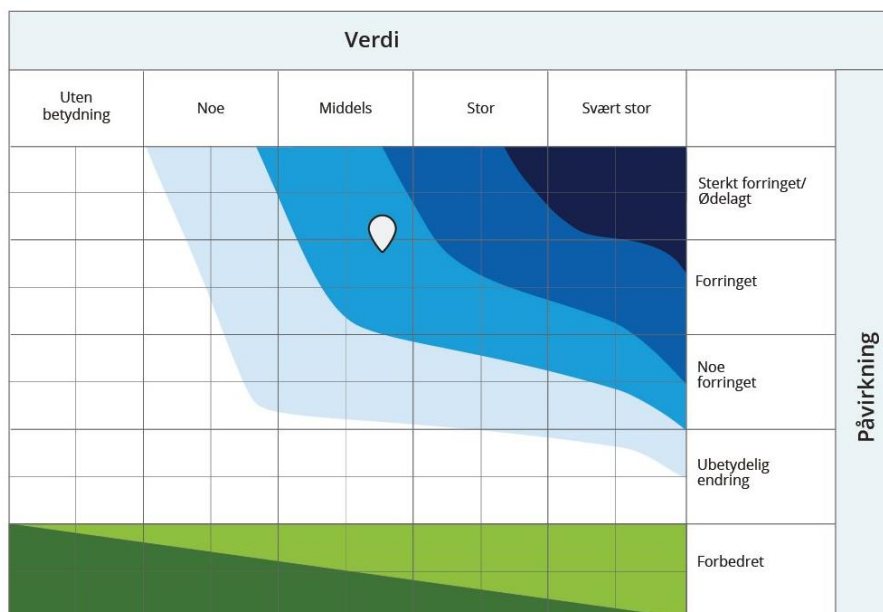 Verdi
Uten
betydning
Noe
Middels
Stor
Svært stor
Sterkt forringet/
Ødelagt
Forringet
Noe
forringet
Ubetydelig
endring
Forbedret
Påvirkning